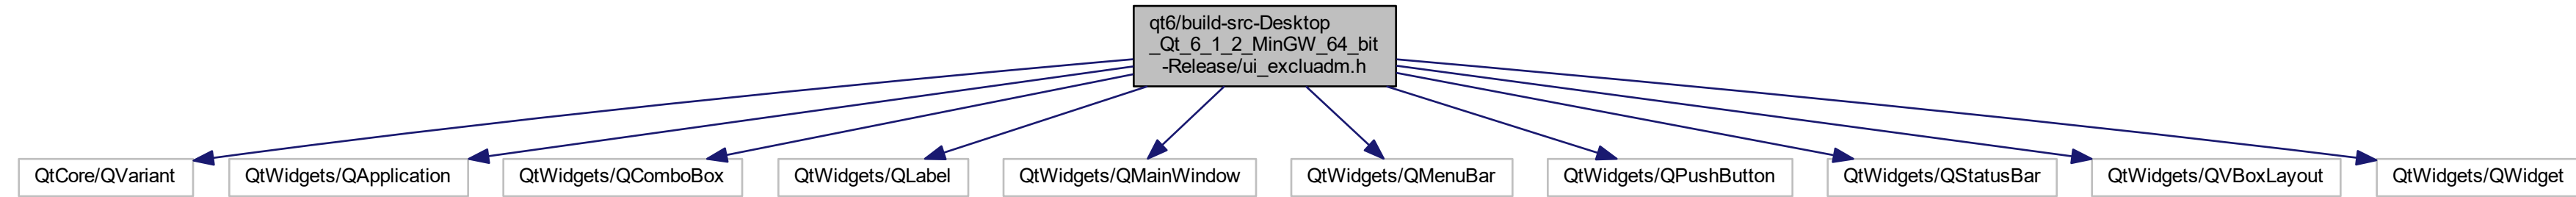 qt6/build-src-Desktop
_Qt_6_1_2_MinGW_64_bit
-Release/ui_excluadm.h
QtCore/QVariant
QtWidgets/QApplication
QtWidgets/QComboBox
QtWidgets/QLabel
QtWidgets/QMainWindow
QtWidgets/QMenuBar
QtWidgets/QPushButton
QtWidgets/QStatusBar
QtWidgets/QVBoxLayout
QtWidgets/QWidget